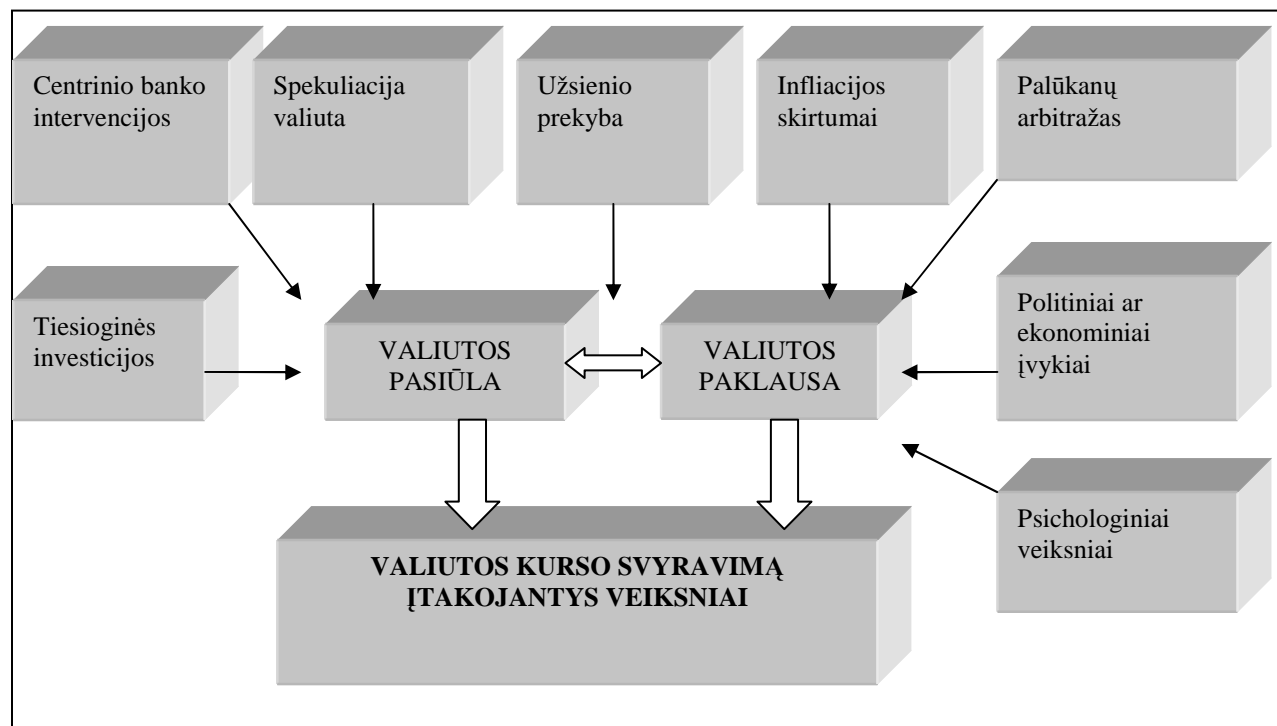 Centrinio banko
intervencijos
Spekuliacija
valiuta
Užsienio
prekyba
Infliacijos
skirtumai
Palūkanų
arbitražas
Tiesioginės
investicijos
VALIUTOS
PASIŪLA
VALIUTOS
PAKLAUSA
Politiniai ar
ekonominiai
įvykiai
Psichologiniai
veiksniai
VALIUTOS KURSO SVYRAVIMĄ
ĮTAKOJANTYS VEIKSNIAI